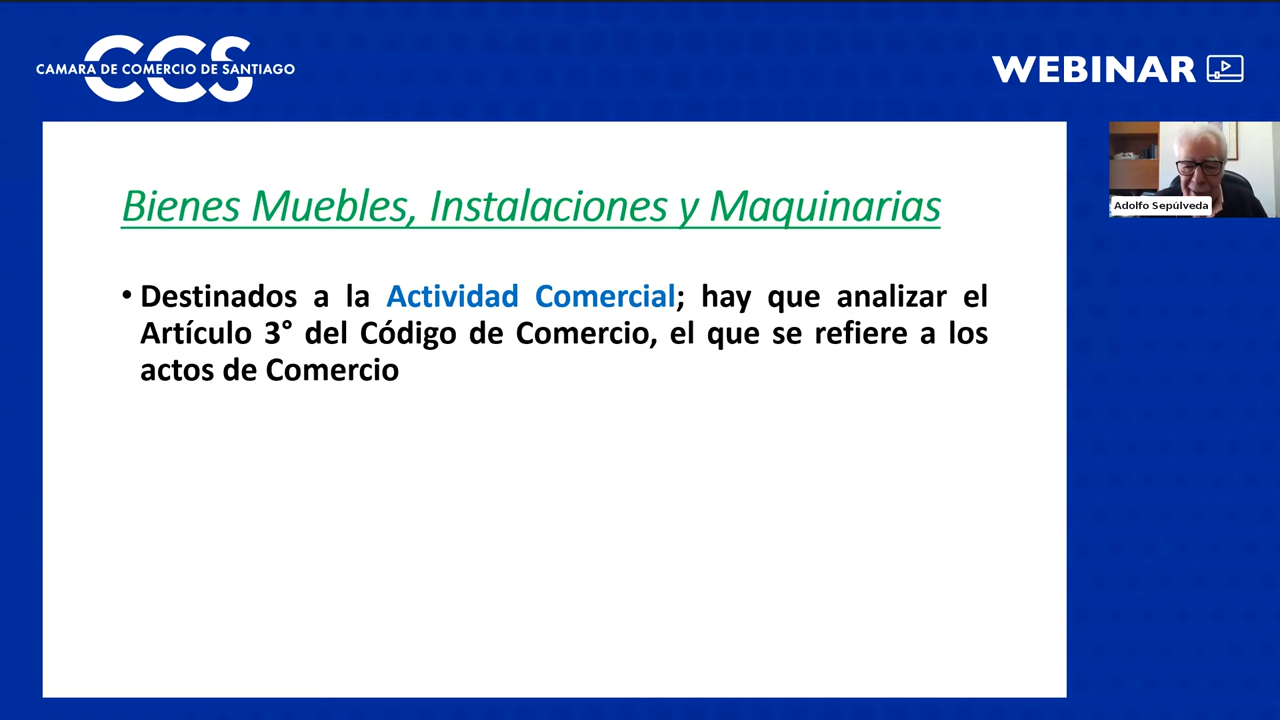 CCS
CAMARA DE COMERCIO DE SANTIAGO
WEBINAR
Bienes Muebles, Instalaciones y Maquinarias
• Destinados a la Actividad Comercial; hay que analizar el
Artículo 3° del Código de Comercio, el que se refiere a los
actos de Comercio
Adolfo Sepúlveda